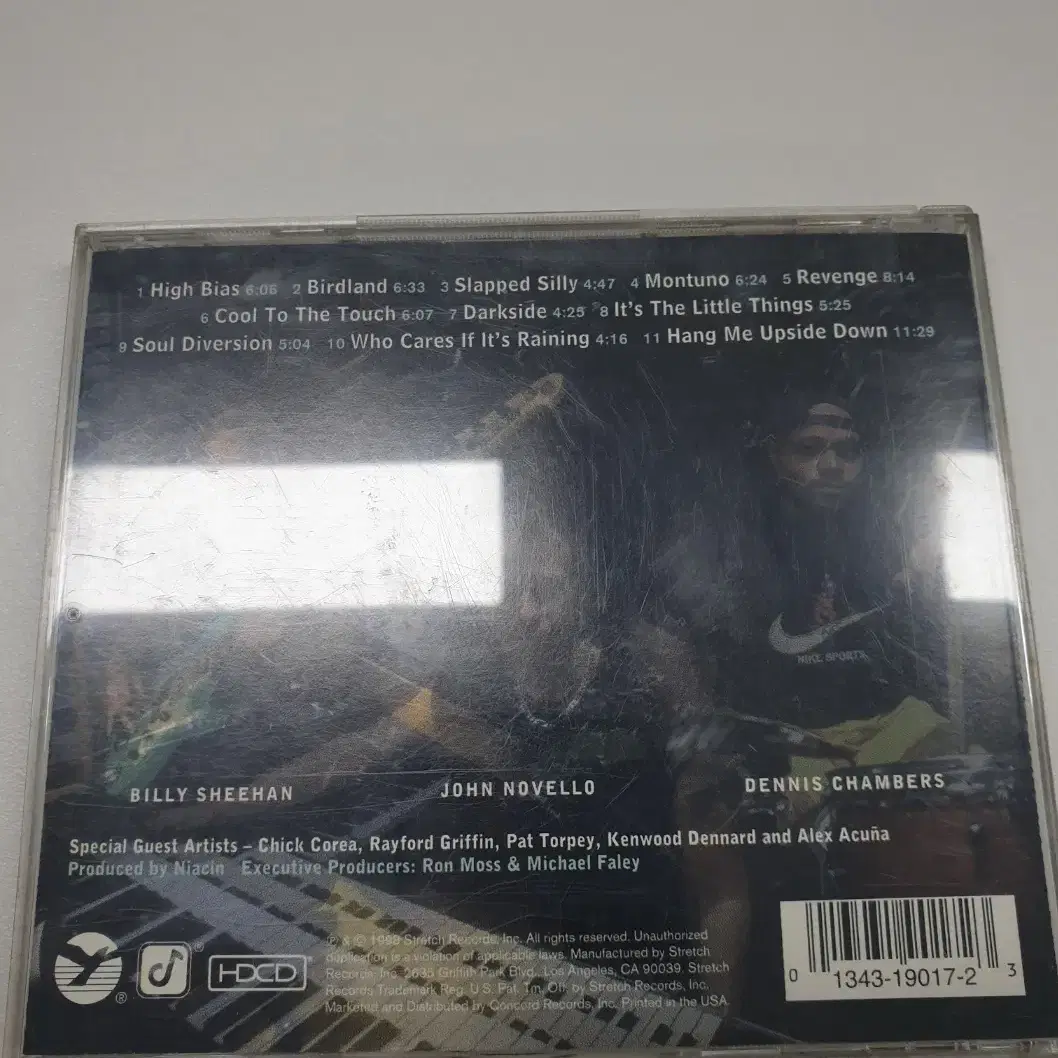 1 High Bias 6:06 2 Birdland 6:33 3 Slapped Silly 4:47 4 Montuno 6:24 5 Revenge 8:14
6 Cool To The Touch 6:07 7 Darkside 4:25 8 It's The Little Things 5:25
9 Soul Diversion 5:04 10 Who Cares If It's Raining 4:16 11 Hang Me Upside Down 11:29
NIKE SPORTS
BILLY SHEEHAN JOHN NOVELLO DENNIS CHAMBERS
Special Guest Artists – Chick Corea, Rayford Griffin, Pat Torpey, Kenwood Dennard and Alex Acuña
Produced by Niacin Executive Producers: Ron Moss & Michael Faley
℗ & © 1998 Stretch Records, Inc. All rights reserved. Unauthorized
duplication is a violation of applicable laws. Manufactured by Stretch
Records, Inc. 2635 Griffith Park Blvd., Los Angeles, CA 90039. Stretch
Records Trademark Reg. U.S. Pat. Tm. Off. by Stretch Records, Inc.
Marketed and Distributed by Concord Records, Inc. Printed in the USA.
HDCD
0 1343-19017-2 3